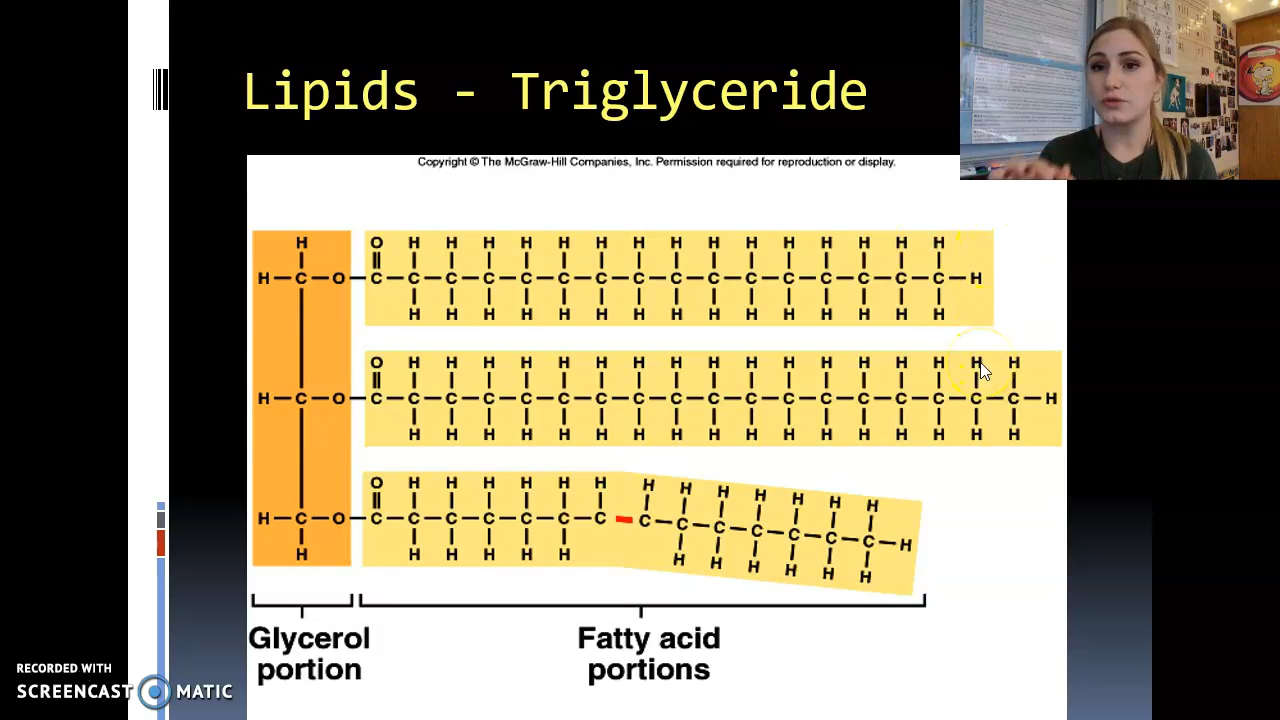 Lipids - Triglyceride
Copyright © The McGraw-Hill Companies, Inc. Permission required for reproduction or display.
H O H H H H H H H H H H H H H H H
H—C—O—C—C—C—C—C—C—C—C—C—C—C—C—C—C—C—C—H
H H H H H H H H H H H H H H H
O H H H H H H H H H H H H H H H H H
H—C—O—C—C—C—C—C—C—C—C—C—C—C—C—C—C—C—C—C—C—H
H H H H H H H H H H H H H H H H H
O H H H H H H H H H H H H H
H—C—O—C—C—C—C—C—C—C—C—C—C—C—C—C—C—H
H H H H H H H H H H H H
Glycerol portion
Fatty acid portions
RECORDED WITH
SCREENCAST MATIC